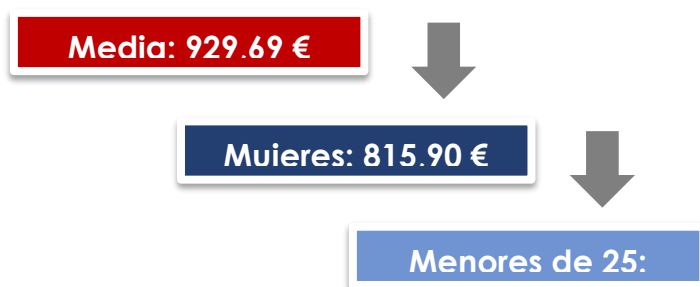 Media: 929.69 €
Mujeres: 815.90 €
Menores de 25: